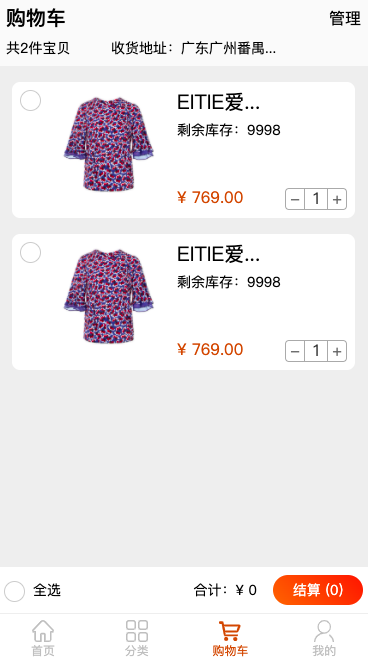 购物车 管理
共2件宝贝 收货地址：广东广州番禺...
EITIE爱...
剩余库存：9998
¥ 769.00 − 1 +
EITIE爱...
剩余库存：9998
¥ 769.00 − 1 +
全选 合计：¥ 0 结算 (0)
首页 分类 购物车 我的